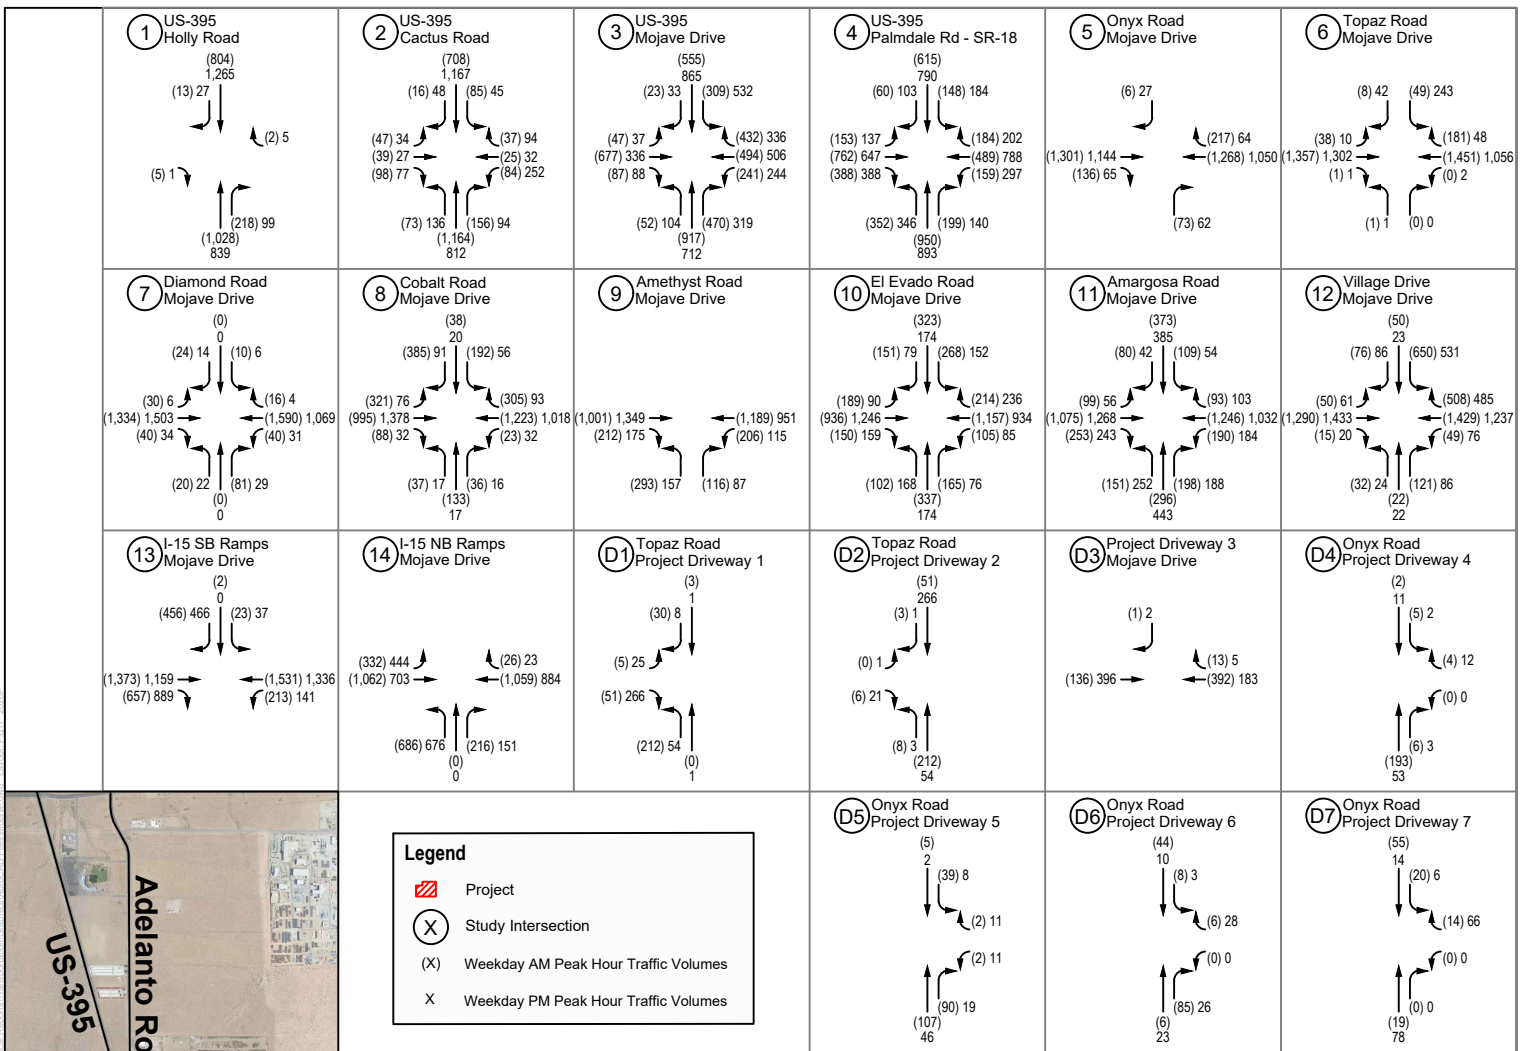 1 US-395
Holly Road
(804)
1,265
(13) 27
(2) 5
(5) 1
(218) 99
(1,028)
839
2 US-395
Cactus Road
(708)
1,167
(16) 48 (85) 45
(47) 34 (37) 94
(39) 27 (25) 32
(98) 77 (84) 252
(73) 136 (156) 94
(1,164)
812
3 US-395
Mojave Drive
(555)
865
(23) 33 (309) 532
(47) 37 (432) 336
(677) 336 (494) 506
(87) 88 (241) 244
(52) 104 (470) 319
(917)
712
4 US-395
Palmdale Rd - SR-18
(615)
790
(60) 103 (148) 184
(153) 137 (184) 202
(762) 647 (489) 788
(388) 388 (159) 297
(352) 346 (199) 140
(950)
893
5 Onyx Road
Mojave Drive
(6) 27
(217) 64
(1,301) 1,144 (1,268) 1,050
(136) 65
(73) 62
6 Topaz Road
Mojave Drive
(8) 42 (49) 243
(38) 10 (181) 48
(1,357) 1,302 (1,451) 1,056
(1) 1 (0) 2
(1) 1 (0) 0
7 Diamond Road
Mojave Drive
(0)
0
(24) 14 (10) 6
(30) 6 (16) 4
(1,334) 1,503 (1,590) 1,069
(40) 34 (40) 31
(20) 22 (81) 29
(0)
0
8 Cobalt Road
Mojave Drive
(38)
20
(385) 91 (192) 56
(321) 76 (305) 93
(995) 1,378 (1,223) 1,018
(88) 32 (23) 32
(37) 17 (36) 16
(133)
17
9 Amethyst Road
Mojave Drive
(1,001) 1,349 (1,189) 951
(212) 175 (206) 115
(293) 157 (116) 87
10 El Evado Road
Mojave Drive
(323)
174
(151) 79 (268) 152
(189) 90 (214) 236
(936) 1,246 (1,157) 934
(150) 159 (105) 85
(102) 168 (165) 76
(337)
174
11 Amargosa Road
Mojave Drive
(373)
385
(80) 42 (109) 54
(99) 56 (93) 103
(1,075) 1,268 (1,246) 1,032
(253) 243 (190) 184
(151) 252 (198) 188
(296)
443
12 Village Drive
Mojave Drive
(50)
23
(76) 86 (650) 531
(50) 61 (508) 485
(1,290) 1,433 (1,429) 1,237
(15) 20 (49) 76
(32) 24 (121) 86
(22)
22
13 I-15 SB Ramps
Mojave Drive
(2)
0
(456) 466 (23) 37
(1,373) 1,159 (1,531) 1,336
(657) 889 (213) 141
14 I-15 NB Ramps
Mojave Drive
(332) 444 (26) 23
(1,062) 703 (1,059) 884
(686) 676 (216) 151
(0)
0
D1 Topaz Road
Project Driveway 1
(3)
1
(30) 8
(5) 25
(51) 266
(212) 54
(0)
1
D2 Topaz Road
Project Driveway 2
(51)
266
(3) 1
(0) 1
(6) 21
(8) 3
(212)
54
D3 Project Driveway 3
Mojave Drive
(1) 2
(13) 5
(136) 396 (392) 183
D4 Onyx Road
Project Driveway 4
(2)
11
(5) 2
(4) 12
(0) 0
(6) 3
(193)
53
D5 Onyx Road
Project Driveway 5
(5)
2
(39) 8
(2) 11
(2) 11
(90) 19
(107)
46
D6 Onyx Road
Project Driveway 6
(44)
10
(8) 3
(6) 28
(0) 0
(85) 26
(6)
23
D7 Onyx Road
Project Driveway 7
(55)
14
(20) 6
(14) 66
(0) 0
(0) 0
(19)
78
US-395
Adelanto Ro
Legend
Project
X Study Intersection
(X) Weekday AM Peak Hour Traffic Volumes
X Weekday PM Peak Hour Traffic Volumes